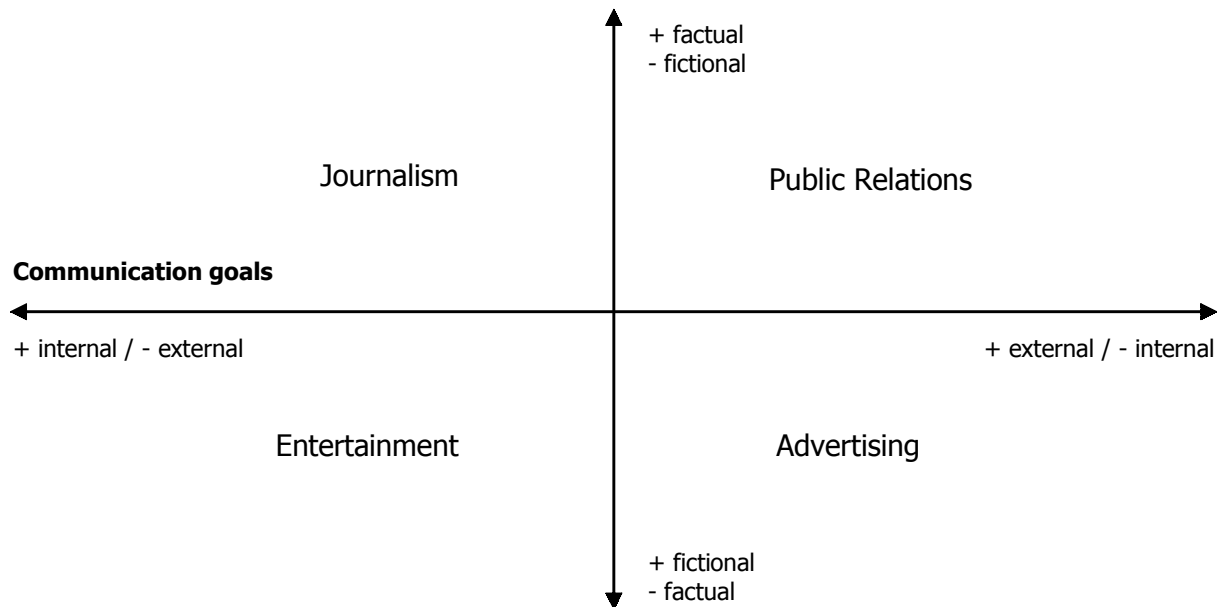 + factual
- fictional
Journalism
Public Relations
Communication goals
+ internal / - external
+ external / - internal
Entertainment
Advertising
+ fictional
- factual